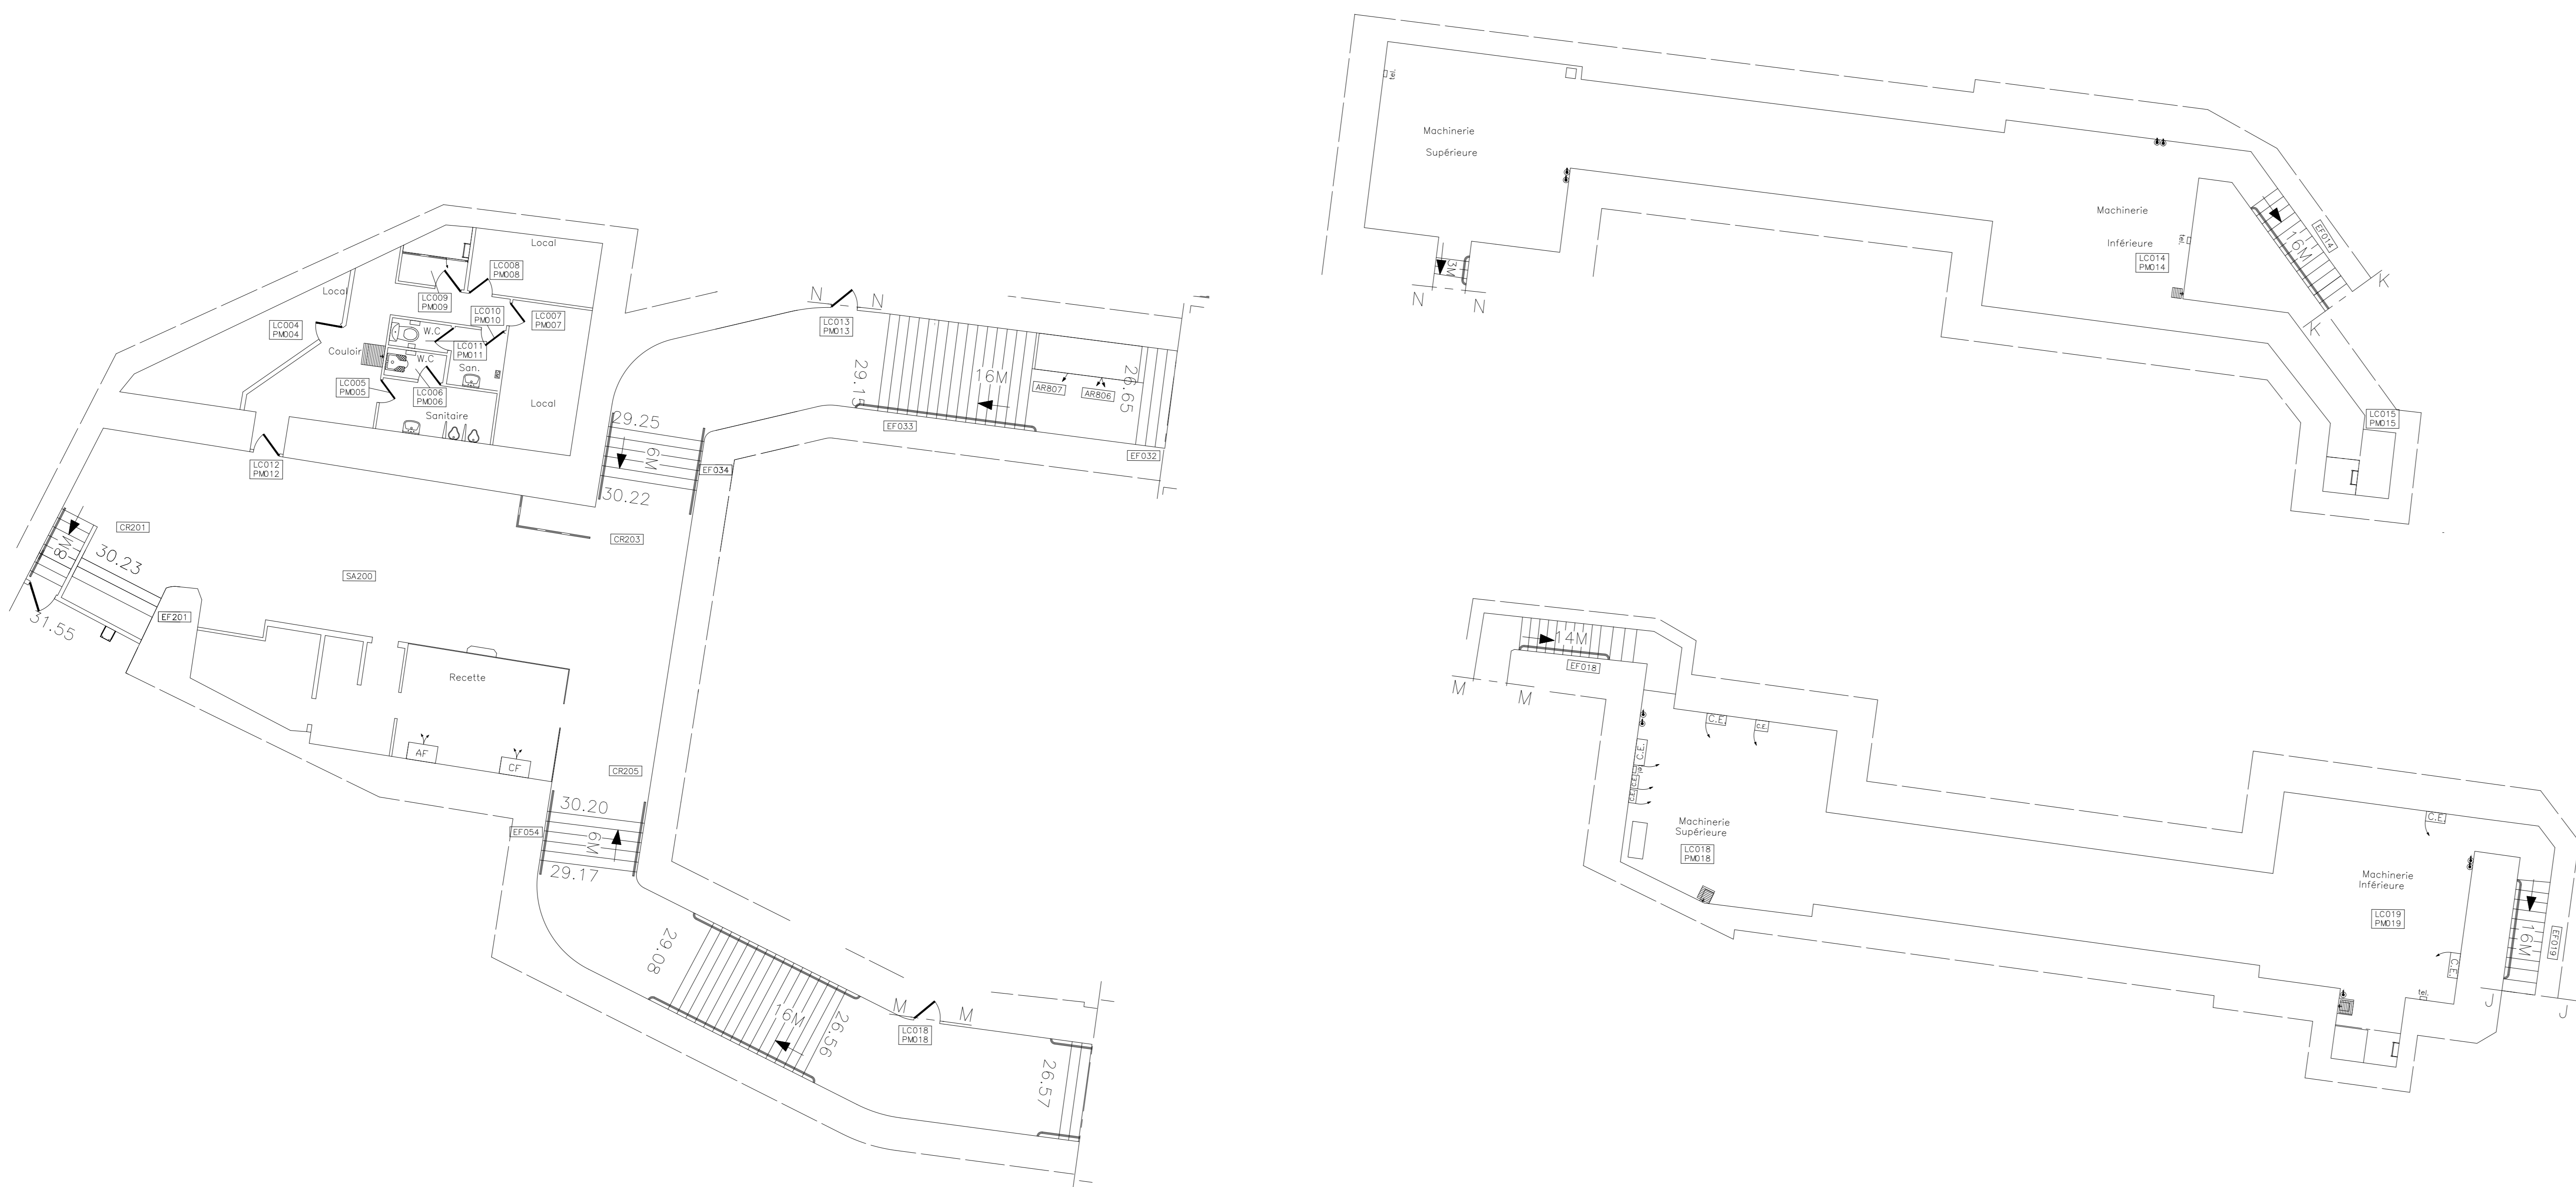 Local
LC008
PM008
LC009
PM009
Local
LC004
PM004
LC010
PM010
LC007
PM007
W.C
Couloir
LC011
PM011
W.C
San.
LC005
PM005
LC006
PM006
Local
Sanitaire
LC012
PM012
N
N
LC013
PM013
29.15
16M
AR807
AR806
26.65
EF033
EF032
L
L
29.25
6M
EF034
30.22
CR201
CR203
8M
30.23
SA200
EF201
31.55
Recette
AF
CF
CR205
30.20
EF054
6M
29.17
29.08
16M
26.56
M
M
LC018
PM018
26.57
tel.
Machinerie
Supérieure
3M
N
N
Machinerie
Inférieure
tel.
LC014
PM014
EF014
16M
K
K
LC015
PM015
14M
EF018
M
M
C.E.
C.E.
C.E.
C.E.
C.E.
Machinerie
Supérieure
LC018
PM018
C.E.
Machinerie
Inférieure
LC019
PM019
16M
EF019
C.E.
tel.
J
J